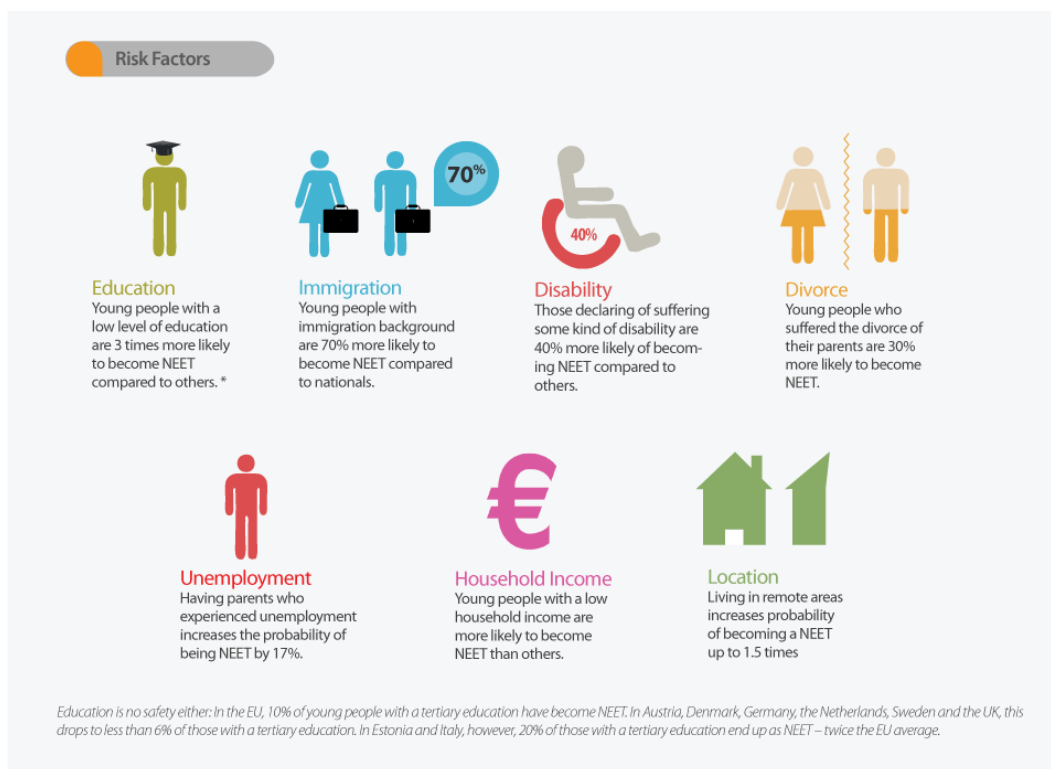 Risk Factors
70%
40%
Education
Young people with a
low level of education
are 3 times more likely
to become NEET
compared to others. *
Immigration
Young people with
immigration background
are 70% more likely to
become NEET compared
to nationals.
Disability
Those declaring of suffering
some kind of disability are
40% more likely of becom-
ing NEET compared to
others.
Divorce
Young people who
suffered the divorce of
their parents are 30%
more likely to become
NEET.
Unemployment
Having parents who
experienced unemployment
increases the probability of
being NEET by 17%.
Household Income
Young people with a low
household income are
more likely to become
NEET than others.
Location
Living in remote areas
increases probability
of becoming a NEET
up to 1.5 times
Education is no safety either: In the EU, 10% of young people with a tertiary education have become NEET. In Austria, Denmark, Germany, the Netherlands, Sweden and the UK, this
drops to less than 6% of those with a tertiary education. In Estonia and Italy, however, 20% of those with a tertiary education end up as NEET – twice the EU average.